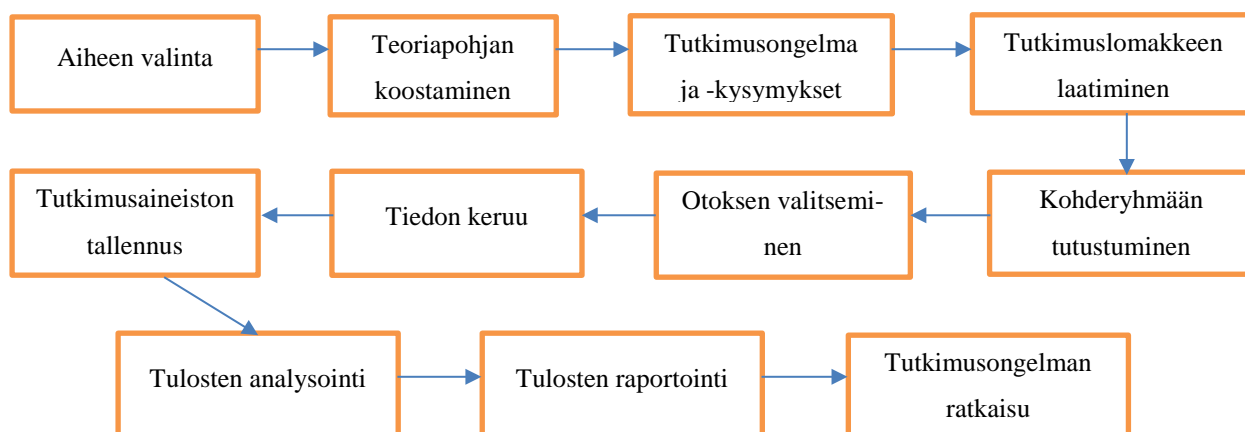 Aiheen valinta
Teoriapohjan
koostaminen
Tutkimusongelma
ja -kysymykset
Tutkimuslomakkeen
laatiminen
Kohderyhmään
tutustuminen
Otoksen valitsemi-
nen
Tiedon keruu
Tutkimusaineiston
tallennus
Tulosten analysointi
Tulosten raportointi
Tutkimusongelman
ratkaisu